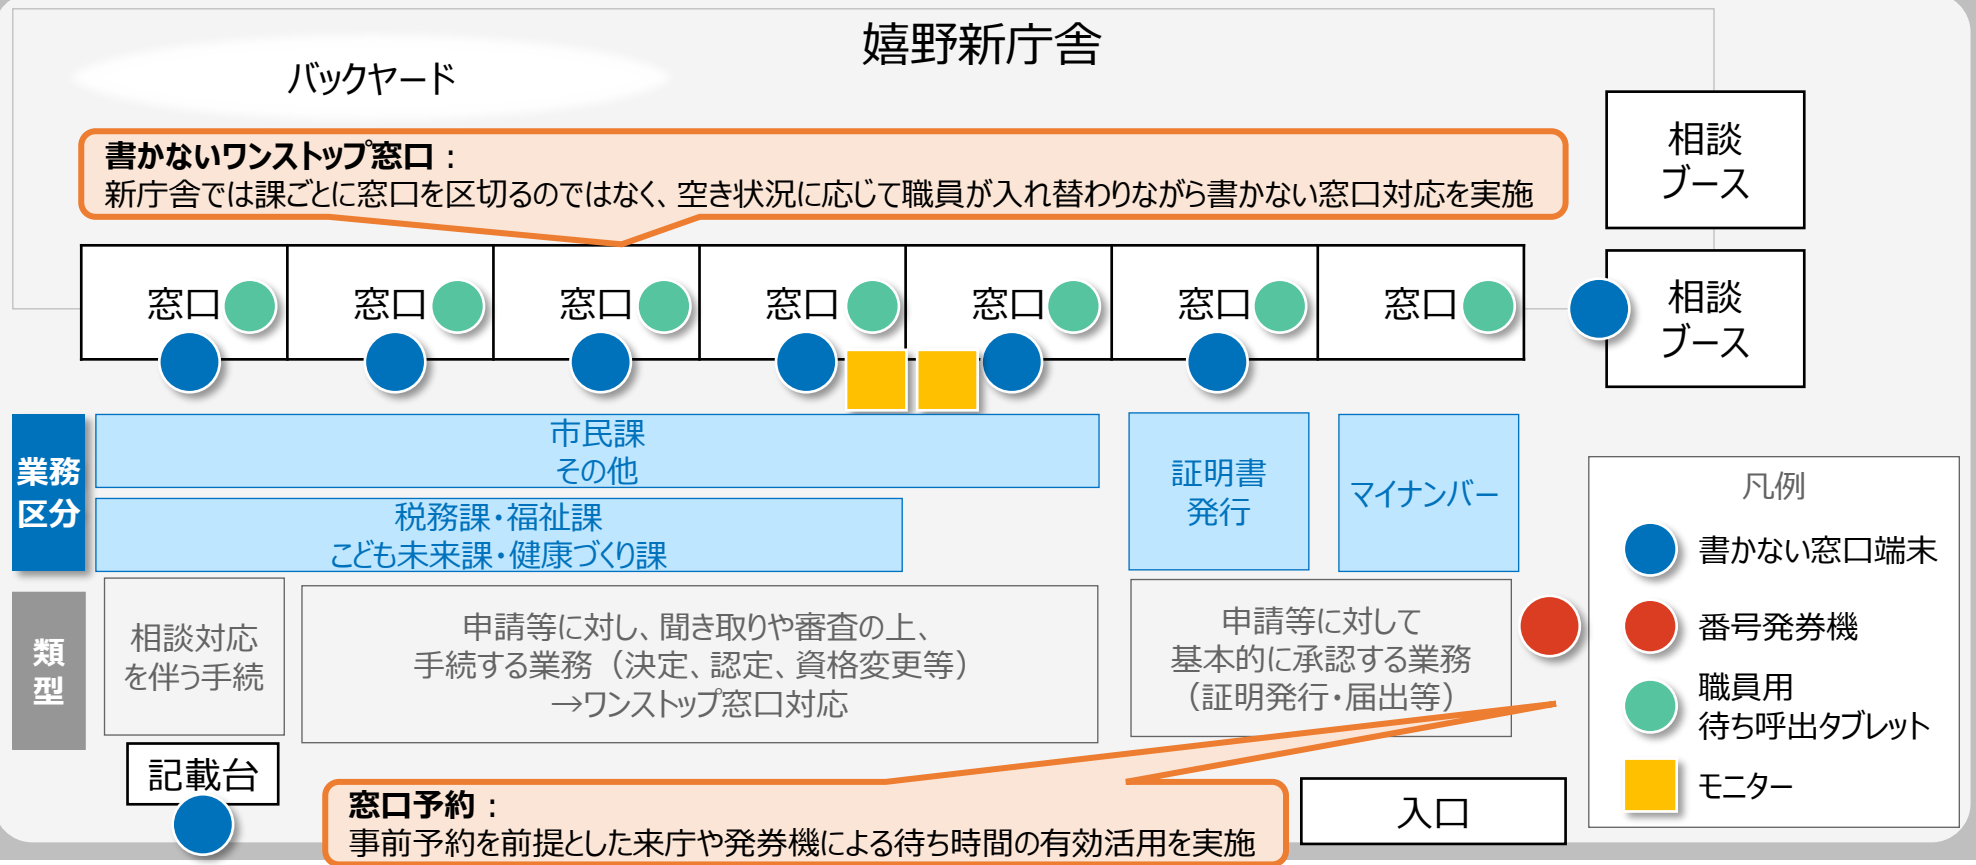 嬉野新庁舎
バックヤード
書かないワンストップ窓口：
新庁舎では課ごとに窓口を区切るのではなく、空き状況に応じて職員が入れ替わりながら書かない窓口対応を実施
相談
ブース
窓口
窓口
窓口
窓口
窓口
窓口
窓口
相談
ブース
業務
区分
市民課
その他
税務課・福祉課
こども未来課・健康づくり課
証明書
発行
マイナンバー
類
型
相談対応
を伴う手続
申請等に対し、聞き取りや審査の上、
手続する業務（決定、認定、資格変更等）
→ワンストップ窓口対応
申請等に対して
基本的に承認する業務
（証明発行・届出等）
凡例
書かない窓口端末
番号発券機
職員用
待ち呼出タブレット
モニター
記載台
窓口予約：
事前予約を前提とした来庁や発券機による待ち時間の有効活用を実施
入口